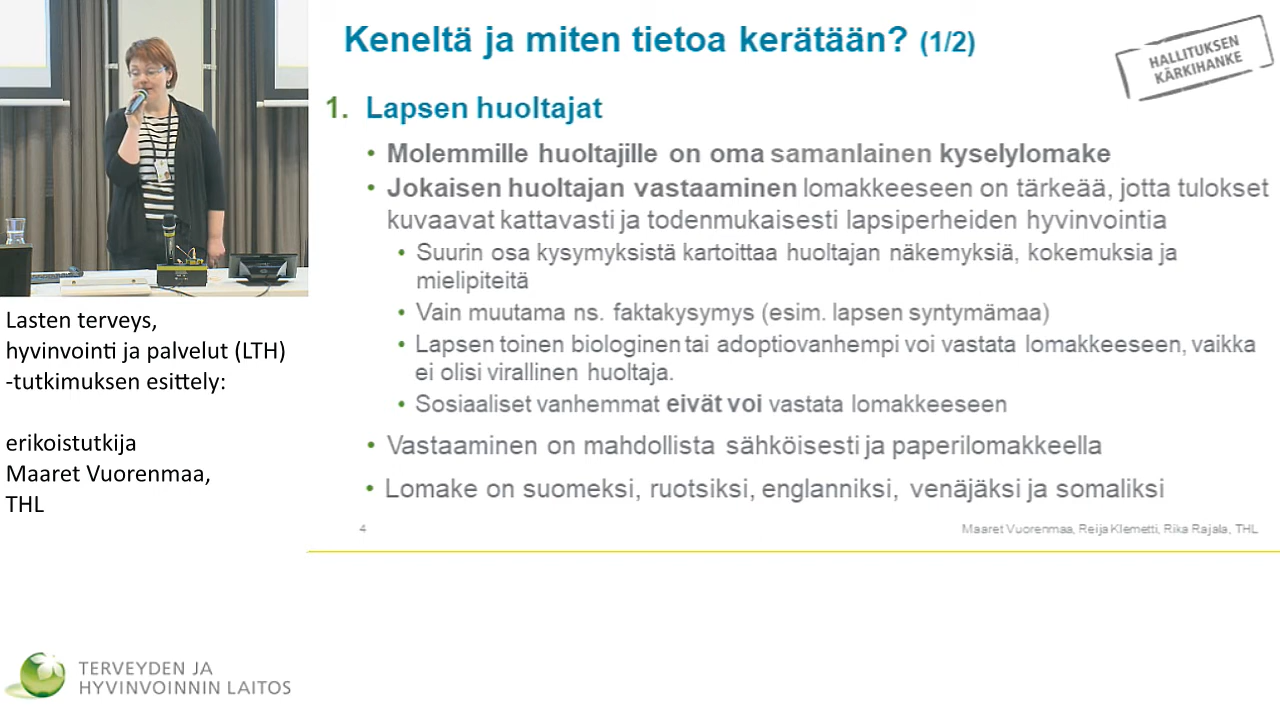 Keneltä ja miten tietoa kerätään? (1/2)
HALLITUKSEN
KÄRKIHANKE
1. Lapsen huoltajat
• Molemmille huoltajille on oma samanlainen kyselylomake
• Jokaisen huoltajan vastaaminen lomakkeeseen on tärkeää, jotta tulokset
kuvaavat kattavasti ja todenmukaisesti lapsiperheiden hyvinvointia
• Suurin osa kysymyksistä kartoittaa huoltajan näkemyksiä, kokemuksia ja
mielipiteitä
• Vain muutama ns. faktakysymys (esim. lapsen syntymämaa)
• Lapsen toinen biologinen tai adoptiovanhempi voi vastata lomakkeeseen, vaikka
ei olisi virallinen huoltaja.
• Sosiaaliset vanhemmat eivät voi vastata lomakkeeseen
• Vastaaminen on mahdollista sähköisesti ja paperilomakkeella
• Lomake on suomeksi, ruotsiksi, englanniksi, venäjäksi ja somaliksi
4
Maaret Vuorenmaa, Reija Klemetti, Rika Rajala, THL
Lasten terveys,
hyvinvointi ja palvelut (LTH)
-tutkimuksen esittely:
erikoistutkija
Maaret Vuorenmaa,
THL
TERVEYDEN JA
HYVINVOINNIN LAITOS